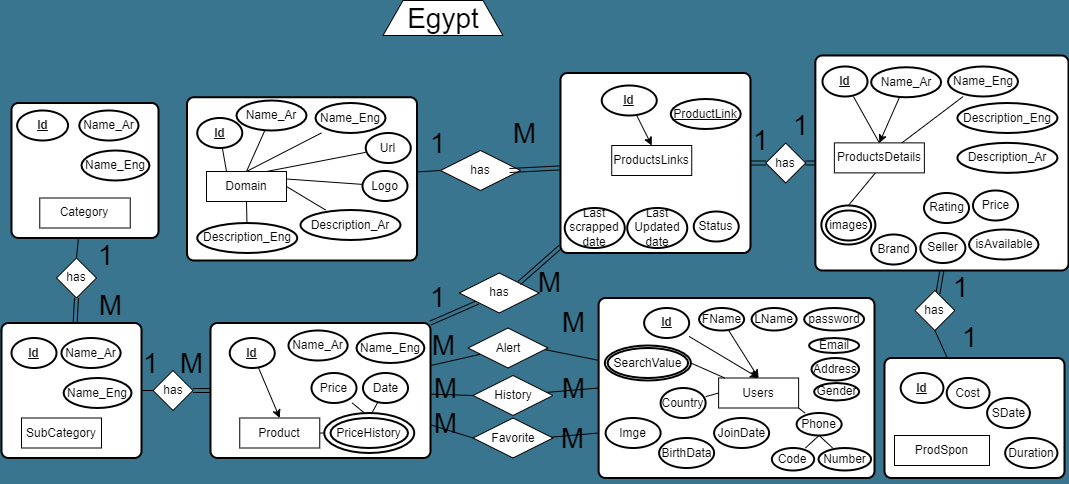 Egypt
Id
Name_Ar
Name_Eng
Category
1
has
M
Id
Name_Ar
Name_Eng
SubCategory
1
has
M
Id
Name_Ar
Name_Eng
Url
Logo
Domain
Description_Ar
Description_Eng
1
has
M
Id
ProductLink
ProductsLinks
Last
scrapped
date
Last
Updated
date
Status
1
has
1
Id
Name_Ar
Name_Eng
Description_Eng
ProductsDetails
Description_Ar
images
Rating
Price
Brand
Seller
isAvailable
1
has
1
Id
Cost
SDate
ProdSpon
Duration
1
has
M
Id
Name_Ar
Name_Eng
Price
Date
Product
PriceHistory
M
Alert
M
M
History
M
M
Favorite
M
Id
FName
LName
password
Email
SearchValue
Address
Users
Gender
Country
Phone
Imge
JoinDate
BirthData
Code
Number